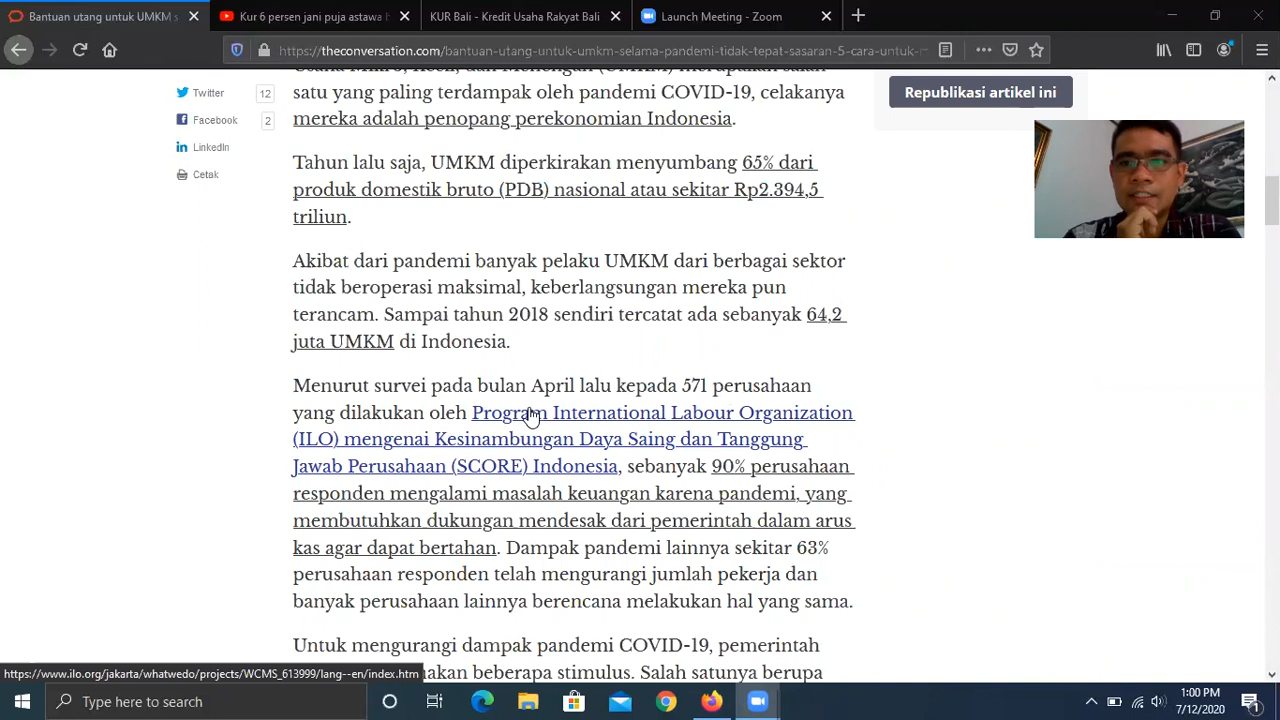 Bantuan utang untuk UMKM s
Kur 6 persen jani puja astawa
KUR Bali - Kredit Usaha Rakyat Bali
Launch Meeting - Zoom
https://theconversation.com/bantuan-utang-untuk-umkm-selama-pandemi-tidak-tepat-sasaran-5-cara-untuk-
Twitter 12
Facebook 2
LinkedIn
Cetak
Republikasi artikel ini
Usaha Mikro, Kecil, dan Menengah (UMKM) merupakan salah
satu yang paling terdampak oleh pandemi COVID-19, celakanya
mereka adalah penopang perekonomian Indonesia.
Tahun lalu saja, UMKM diperkirakan menyumbang 65% dari
produk domestik bruto (PDB) nasional atau sekitar Rp2.394,5
triliun.
Akibat dari pandemi banyak pelaku UMKM dari berbagai sektor
tidak beroperasi maksimal, keberlangsungan mereka pun
terancam. Sampai tahun 2018 sendiri tercatat ada sebanyak 64,2
juta UMKM di Indonesia.
Menurut survei pada bulan April lalu kepada 571 perusahaan
yang dilakukan oleh Program International Labour Organization
(ILO) mengenai Kesinambungan Daya Saing dan Tanggung
Jawab Perusahaan (SCORE) Indonesia, sebanyak 90% perusahaan
responden mengalami masalah keuangan karena pandemi, yang
membutuhkan dukungan mendesak dari pemerintah dalam arus
kas agar dapat bertahan. Dampak pandemi lainnya sekitar 63%
perusahaan responden telah mengurangi jumlah pekerja dan
banyak perusahaan lainnya berencana melakukan hal yang sama.
Untuk mengurangi dampak pandemi COVID-19, pemerintah
akan beberapa stimulus. Salah satunya berupa
https://www.ilo.org/jakarta/whatwedo/projects/WCMS_613999/lang--en/index.htm
Type here to search
1:00 PM
7/12/2020
1